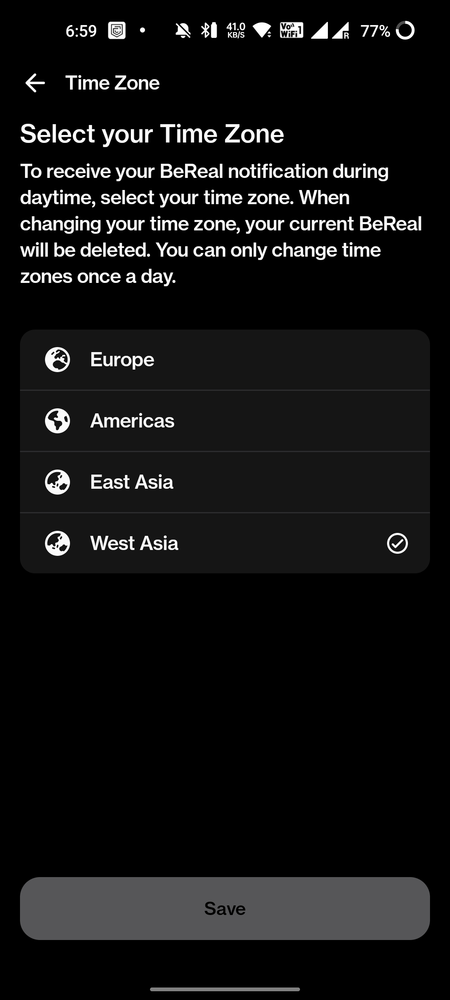 6:59 41.0 KB/S Vo WiFi 1 R 77%
Time Zone
Select your Time Zone
To receive your BeReal notification during
daytime, select your time zone. When
changing your time zone, your current BeReal
will be deleted. You can only change time
zones once a day.
Europe
Americas
East Asia
West Asia
Save